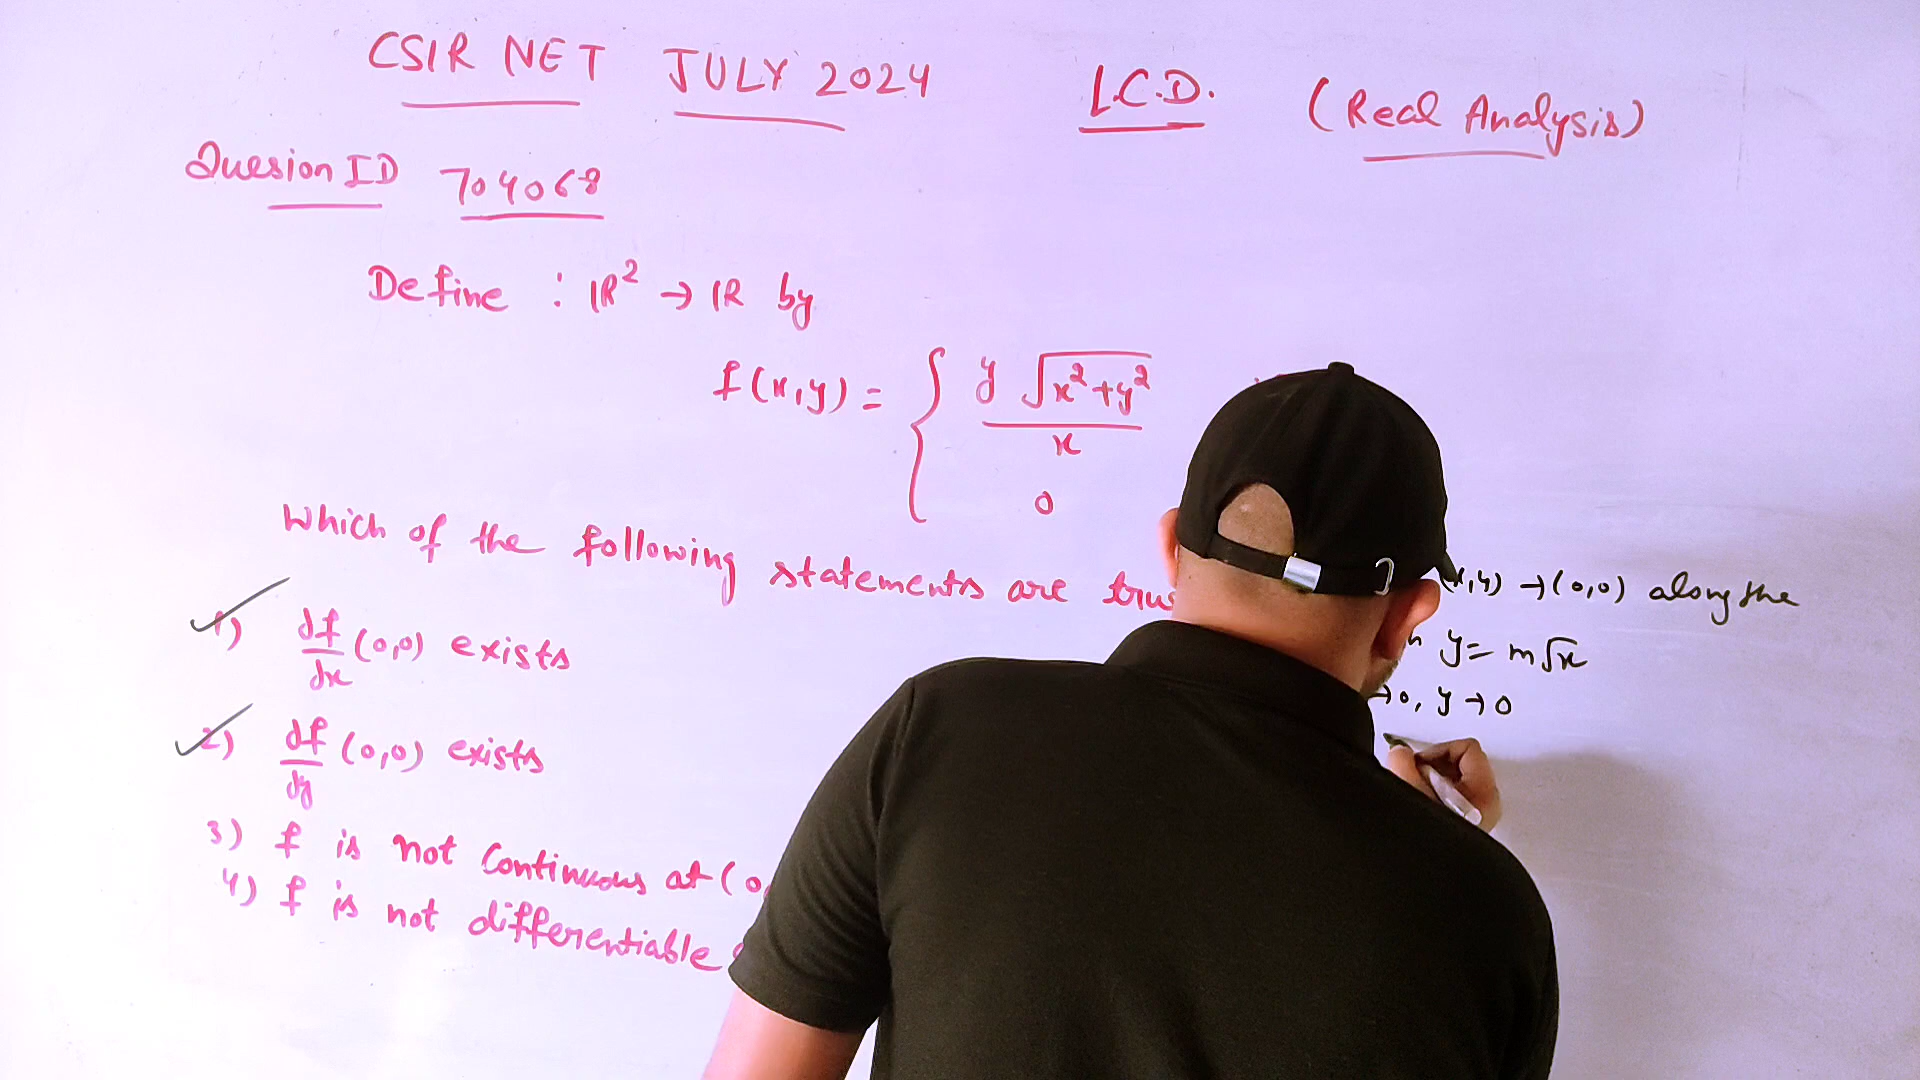 CSIR NET JULY 2024 L.C.D. (Real Analysis)
Quesion ID 704068
Define : IR² → IR by
f(x,y) = { y √x²+y² / x
0
Which of the following statements are
(x,y) → (0,0) along the
1) ∂f/∂x (0,0) exists
y = m√x
→0, y →0
2) ∂f/∂y (0,0) exists
3) f is not continuous at (0,
4) f is not differentiable